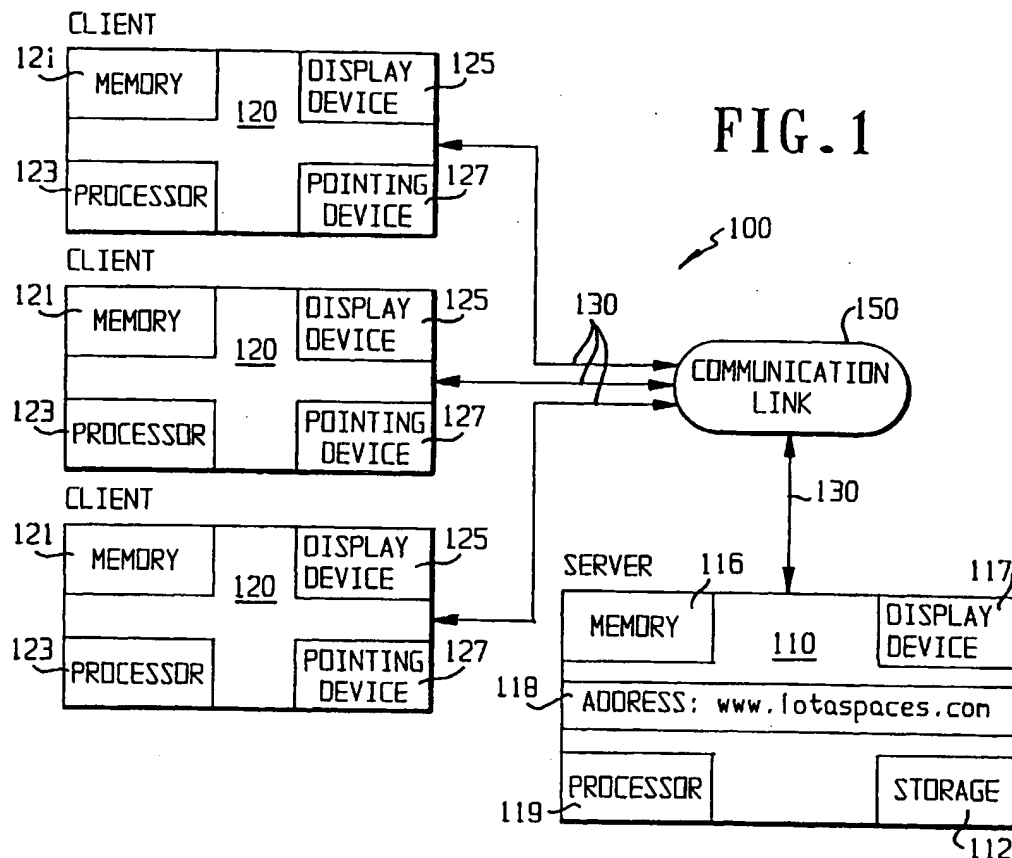 CLIENT
121 MEMORY 120 DISPLAY DEVICE 125
123 PROCESSOR POINTING DEVICE 127
FIG. 1
100
CLIENT
121 MEMORY 120 DISPLAY DEVICE 125
123 PROCESSOR POINTING DEVICE 127
130
150
COMMUNICATION LINK
130
CLIENT
121 MEMORY 120 DISPLAY DEVICE 125
123 PROCESSOR POINTING DEVICE 127
SERVER 116 117
MEMORY 110 DISPLAY DEVICE
118 ADDRESS: www.iotaspaces.com
PROCESSOR STORAGE
119 112